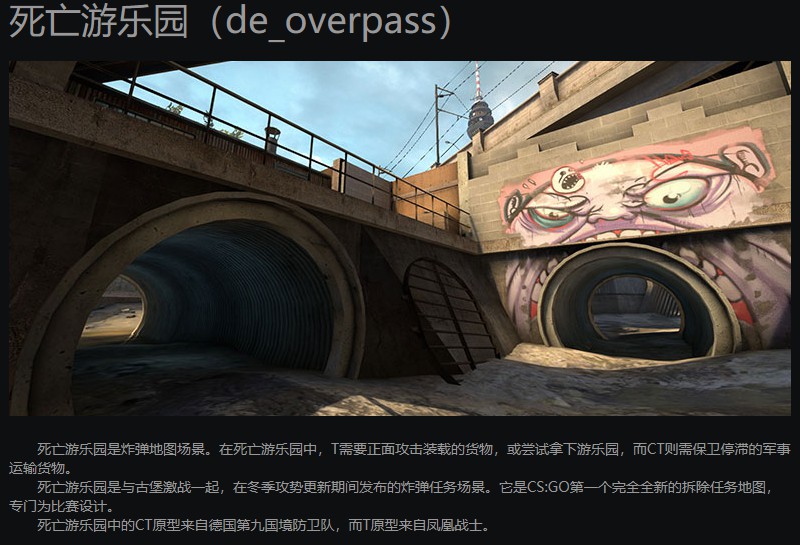 死亡游乐园（de_overpass）
死亡游乐园是炸弹地图场景。在死亡游乐园中，T需要正面攻击装载的货物，或尝试拿下游乐园，而CT则需保卫停滞的军事
运输货物。
死亡游乐园是与古堡激战一起，在冬季攻势更新期间发布的炸弹任务场景。它是CS:GO第一个完全全新的拆除任务地图，
专门为比赛设计。
死亡游乐园中的CT原型来自德国第九国境防卫队，而T原型来自凤凰战士。